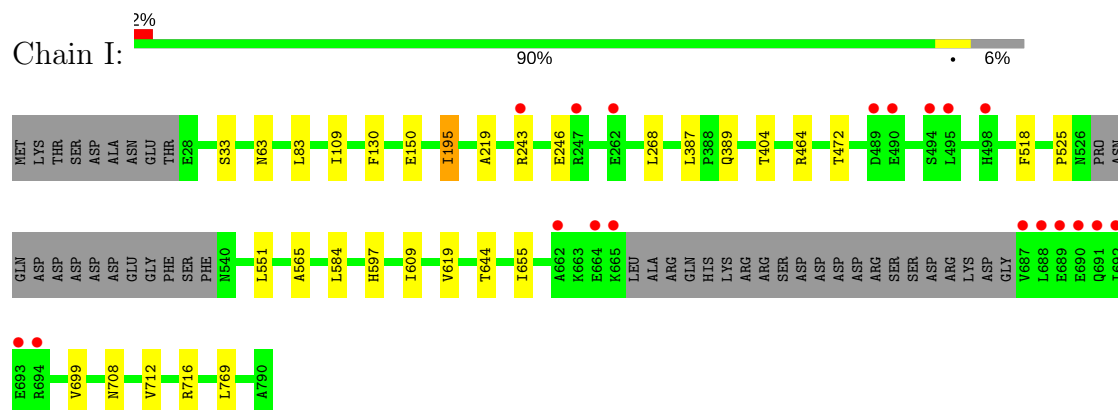 2%
Chain I:
90%
•
6%
MET LYS THR SER ASP ALA ASN GLU THR E28 S33 N63 L83 I109 F130 E150 I195 A219 R243 E246 R247 E262 L268 L387 P388 Q389 T404 R464 T472 D489 E490 S494 L495 H498 F518 P525 N526 PRO ASN
GLN ASP ASP ASP ASP ASP GLU GLY PHE SER PHE N540 L551 A565 L584 H597 I609 V619 T644 I655 A662 K663 E664 K665 LEU ALA ARG GLN HIS LYS ARG ARG SER ASP ASP ASP ASP ARG SER SER ASP ARG LYS ASP GLY V687 L688 E689 E690 Q691 I692
E693 R694 V699 N708 V712 R716 L769 A790